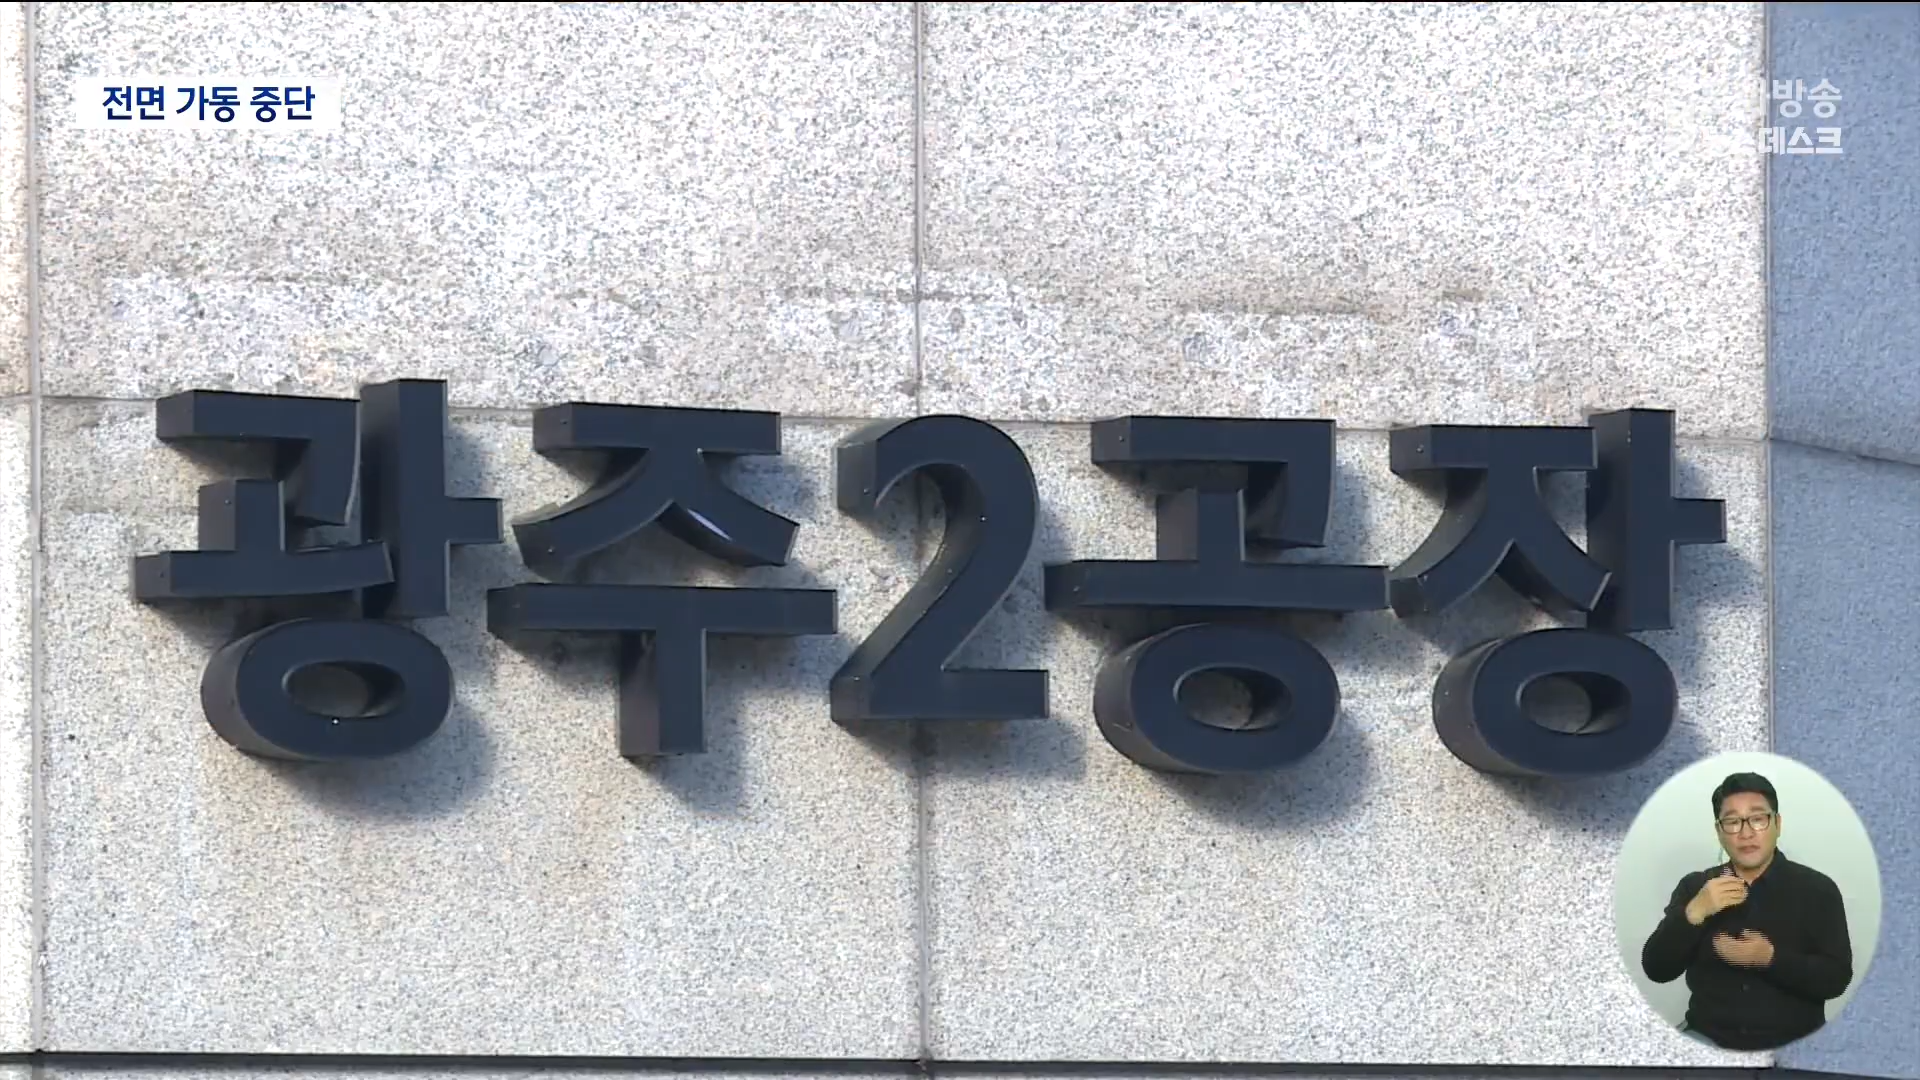 전면 가동 중단
방송
데스크
광주2공장